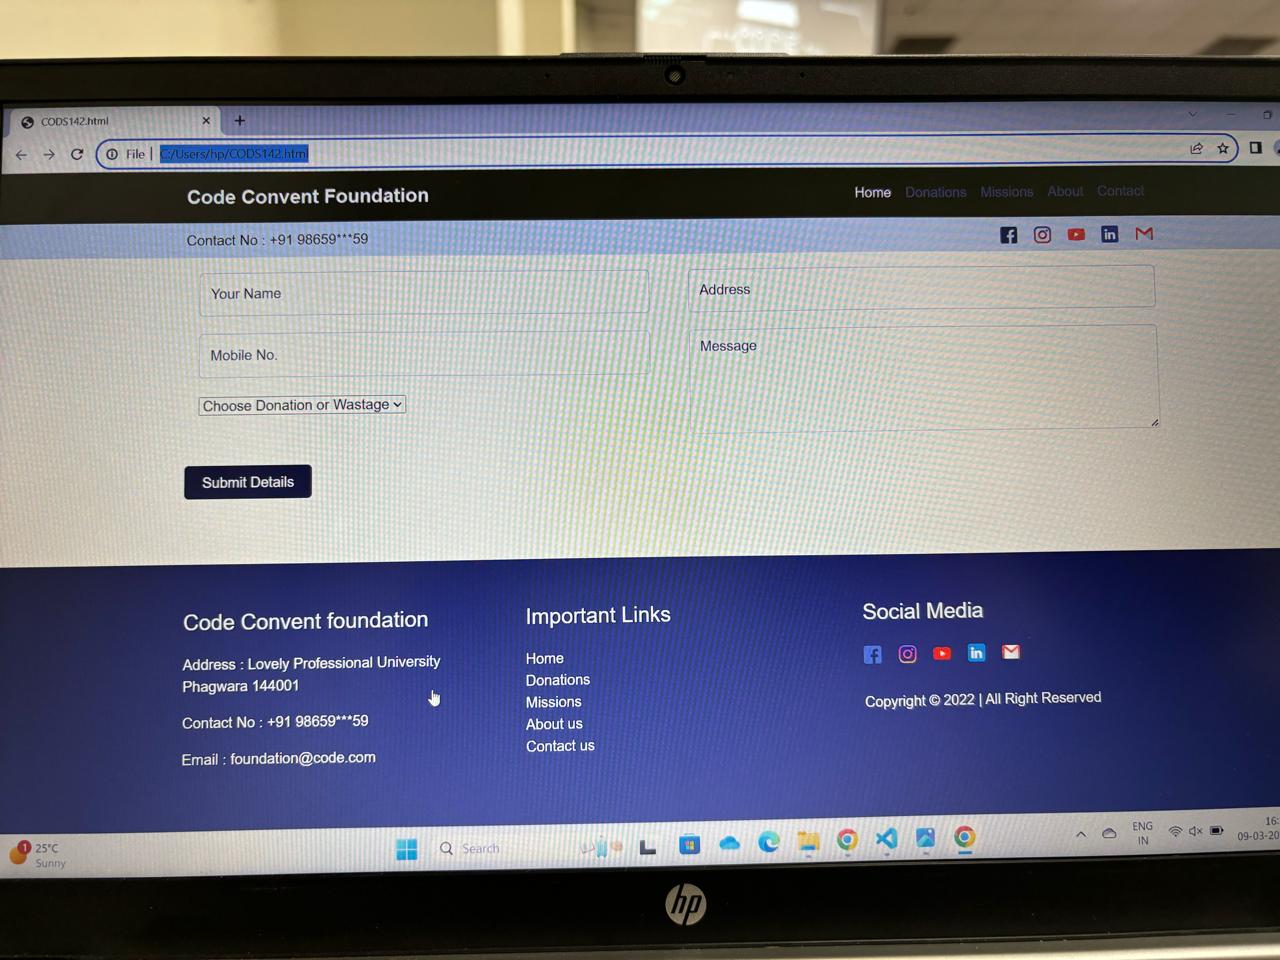 CODS142.html
File
C:/Users/hp/CODS142.html
Code Convent Foundation
Home Donations Missions About Contact
Contact No : +91 98659***59
Your Name
Address
Mobile No.
Message
Choose Donation or Wastage
Submit Details
Code Convent foundation
Address : Lovely Professional University
Phagwara 144001
Contact No : +91 98659***59
Email : foundation@code.com
Important Links
Home
Donations
Missions
About us
Contact us
Social Media
Copyright © 2022 | All Right Reserved
1
25°C
Sunny
Search
ENG
IN
16:
09-03-20
hp